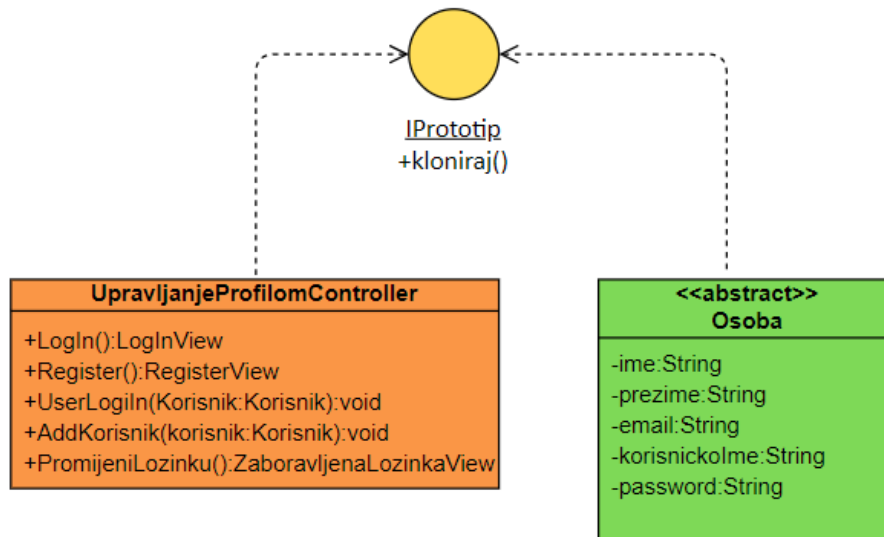 IPrototip
+kloniraj()
UpravljanjeProfilomController
+LogIn():LogInView
+Register():RegisterView
+UserLogiIn(Korisnik:Korisnik):void
+AddKorisnik(korisnik:Korisnik):void
+PromijeniLozinku():ZaboravljenaLozinkaView
<<abstract>>
Osoba
-ime:String
-prezime:String
-email:String
-korisnickoIme:String
-password:String